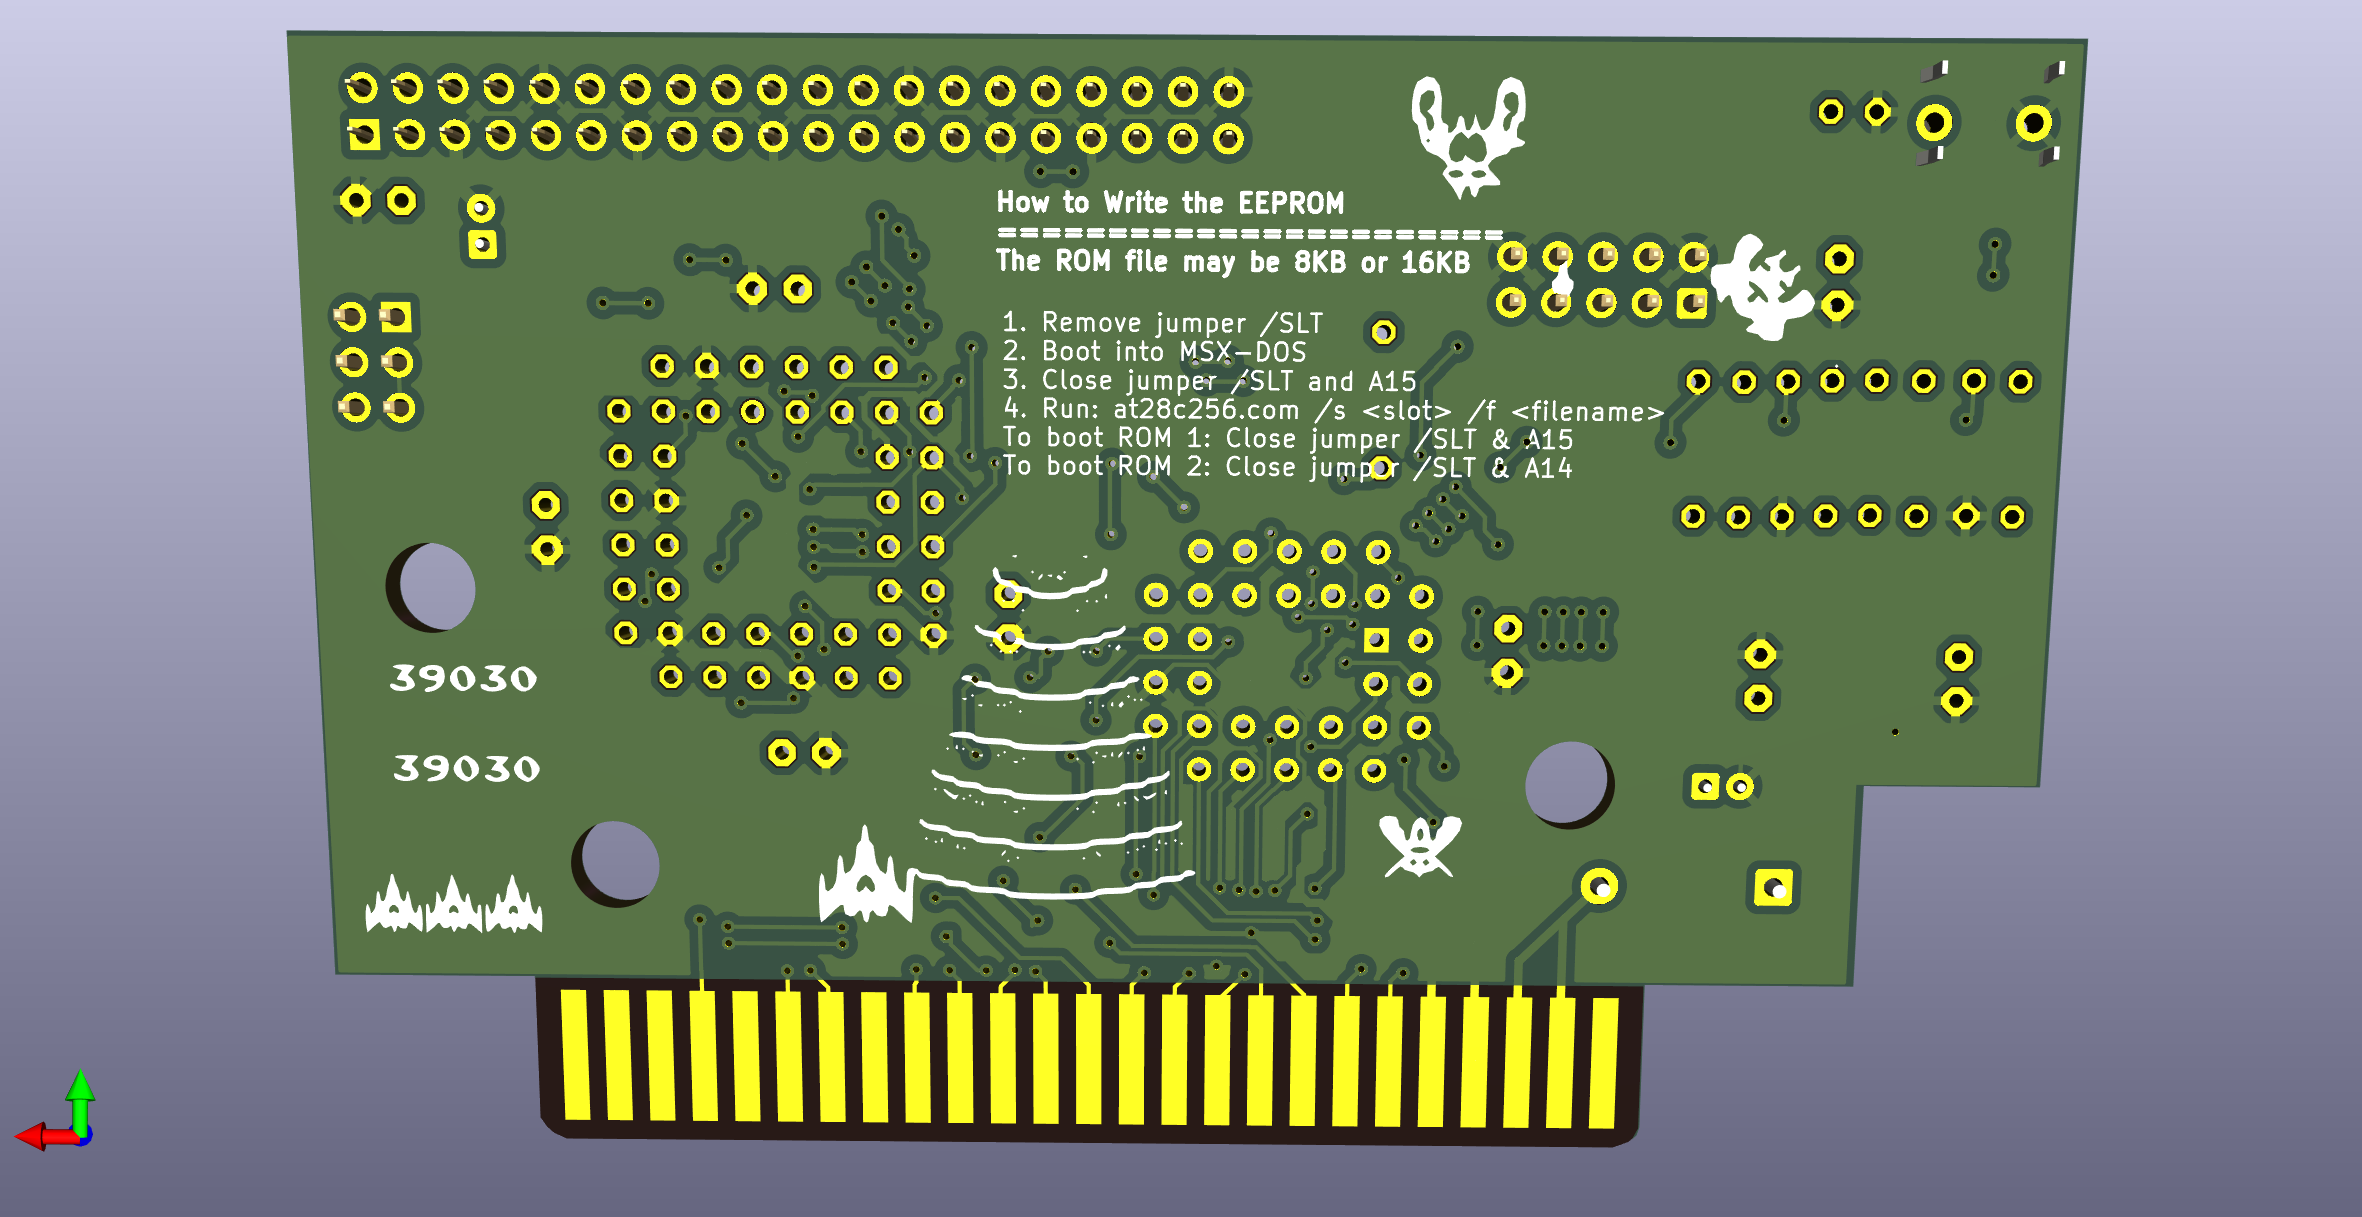 How to Write the EEPROM
=======================
The ROM file may be 8KB or 16KB
1. Remove jumper /SLT
2. Boot into MSX-DOS
3. Close jumper /SLT and A15
4. Run: at28c256.com /s <slot> /f <filename>
To boot ROM 1: Close jumper /SLT & A15
To boot ROM 2: Close jumper /SLT & A14
39030
39030